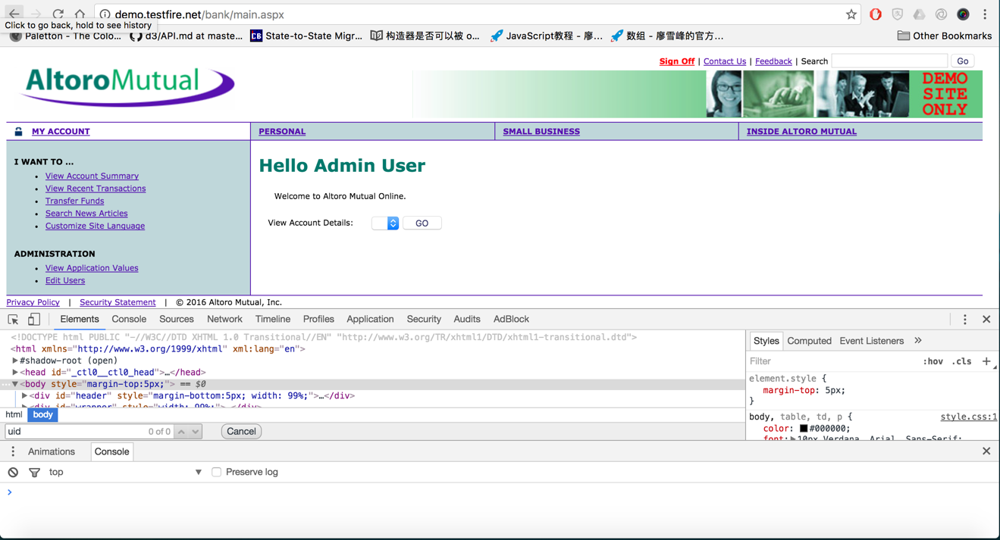 demo.testfire.net/bank/main.aspx
Click to go back, hold to see history
Paletton - The Colo... d3/API.md at maste... CB State-to-State Migr... 构造器是否可以被 o... JavaScript教程 - 廖... 数组 - 廖雪峰的官方... Other Bookmarks
Sign Off | Contact Us | Feedback | Search Go
AltoroMutual
DEMO
SITE
ONLY
MY ACCOUNT PERSONAL SMALL BUSINESS INSIDE ALTORO MUTUAL
I WANT TO ...
• View Account Summary
• View Recent Transactions
• Transfer Funds
• Search News Articles
• Customize Site Language
ADMINISTRATION
• View Application Values
• Edit Users
Hello Admin User
Welcome to Altoro Mutual Online.
View Account Details: GO
Privacy Policy | Security Statement | © 2016 Altoro Mutual, Inc.
Elements Console Sources Network Timeline Profiles Application Security Audits AdBlock
<!DOCTYPE html PUBLIC "-//W3C//DTD XHTML 1.0 Transitional//EN" "http://www.w3.org/TR/xhtml1/DTD/xhtml1-transitional.dtd">
<html xmlns="http://www.w3.org/1999/xhtml" xml:lang="en">
▶#shadow-root (open)
▶<head id="_ctl0__ctl0_head">…</head>
…▼<body style="margin-top:5px;"> == $0
▶<div id="header" style="margin-bottom:5px; width: 99%;">…</div>
▶<div id="wrapper" style="width: 99%;">…</div>
html body
uid 0 of 0 Cancel
Styles Computed Event Listeners »
Filter :hov .cls +
element.style {
margin-top: 5px;
}
body, table, td, p { style.css:1
color: #000000;
font:▶10px Verdana, Arial, Sans-Serif;
Animations Console
top ▼ Preserve log
>